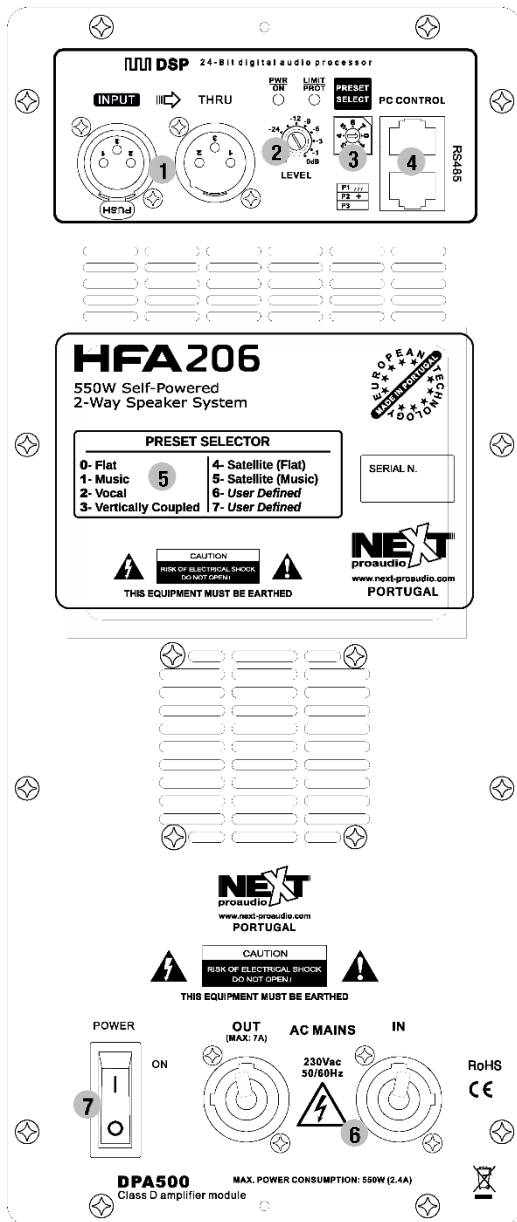 DSP 24-Bit digital audio processor
PWR ON
LIMIT PROT
PRESET SELECT
PC CONTROL
INPUT
THRU
RS485
3
1 2
PUSH
3
2 1
-24 -12 -9 -6 -3 -1 0dB
LEVEL
P1
P2 +
P3
1
2
3
4
HFA206
550W Self-Powered
2-Way Speaker System
EUROPEAN TECHNOLOGY
MADE IN PORTUGAL
PRESET SELECTOR
0- Flat
1- Music
2- Vocal
3- Vertically Coupled
4- Satellite (Flat)
5- Satellite (Music)
6- User Defined
7- User Defined
5
SERIAL N.
CAUTION
RISK OF ELECTRICAL SHOCK
DO NOT OPEN!
THIS EQUIPMENT MUST BE EARTHED
NEXT
proaudio
www.next-proaudio.com
PORTUGAL
NEXT
proaudio
www.next-proaudio.com
PORTUGAL
CAUTION
RISK OF ELECTRICAL SHOCK
DO NOT OPEN!
THIS EQUIPMENT MUST BE EARTHED
POWER
ON
I
O
7
OUT
(MAX: 7A)
AC MAINS
IN
230Vac
50/60Hz
6
RoHS
CE
DPA500
Class D amplifier module
MAX. POWER CONSUMPTION: 550W (2.4A)